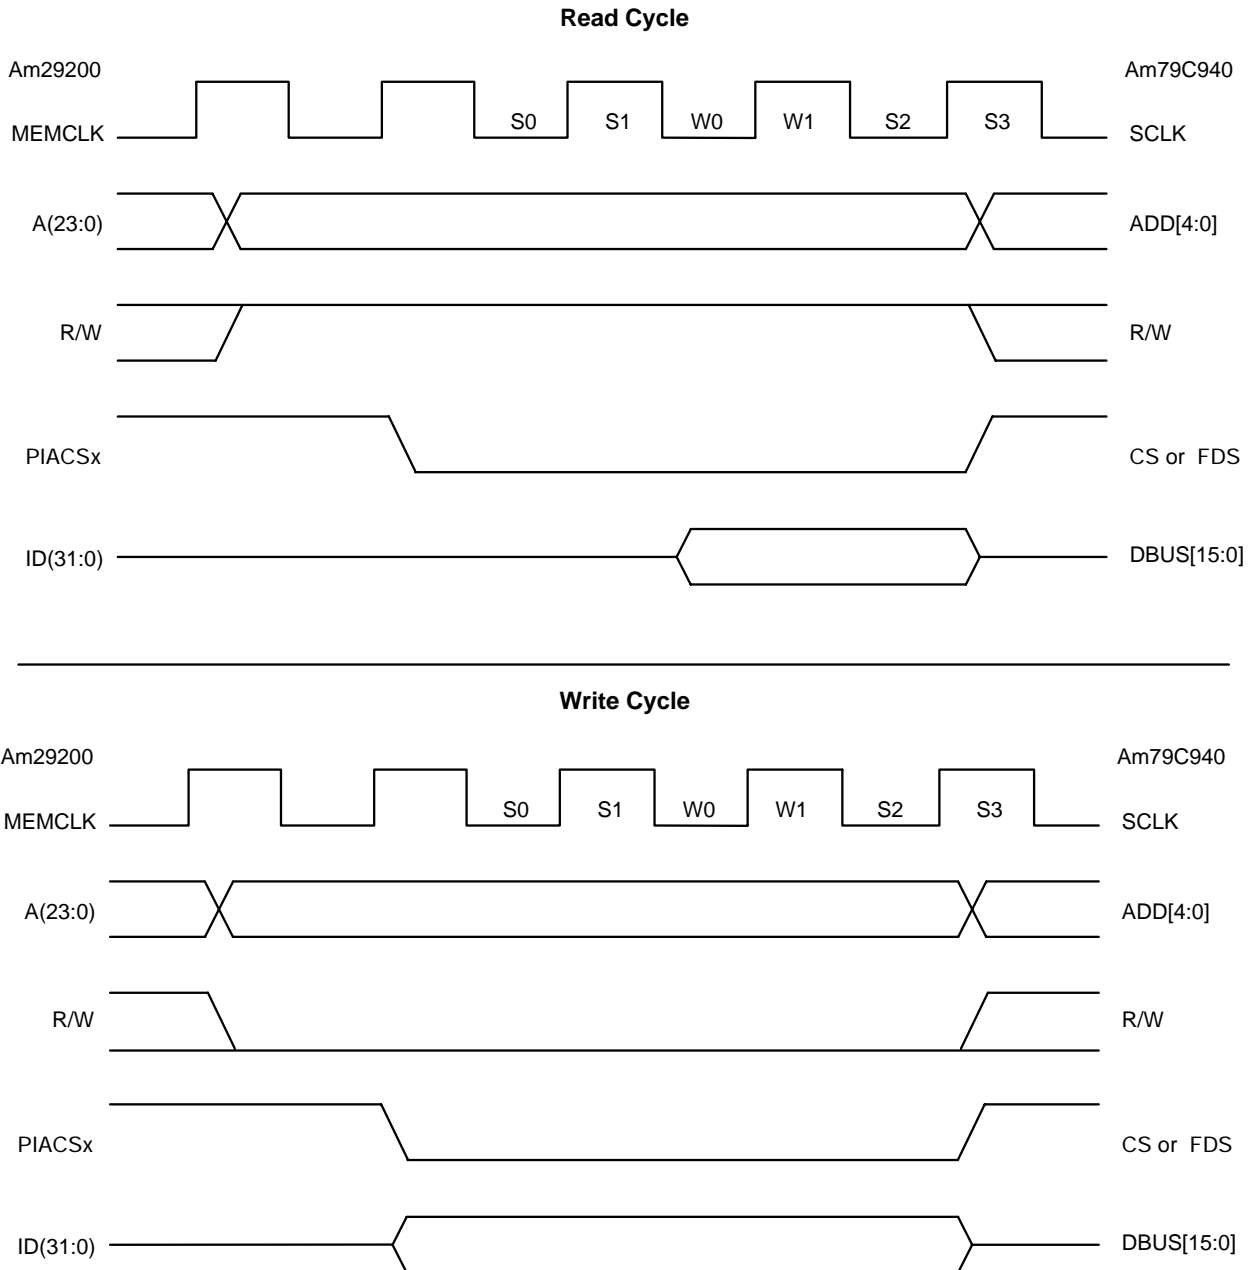 Read Cycle
Am29200 Am79C940
MEMCLK S0 S1 W0 W1 S2 S3 SCLK
A(23:0) ADD[4:0]
R/W R/W
PIACSx CS or FDS
ID(31:0) DBUS[15:0]
Write Cycle
Am29200 Am79C940
MEMCLK S0 S1 W0 W1 S2 S3 SCLK
A(23:0) ADD[4:0]
R/W R/W
PIACSx CS or FDS
ID(31:0) DBUS[15:0]